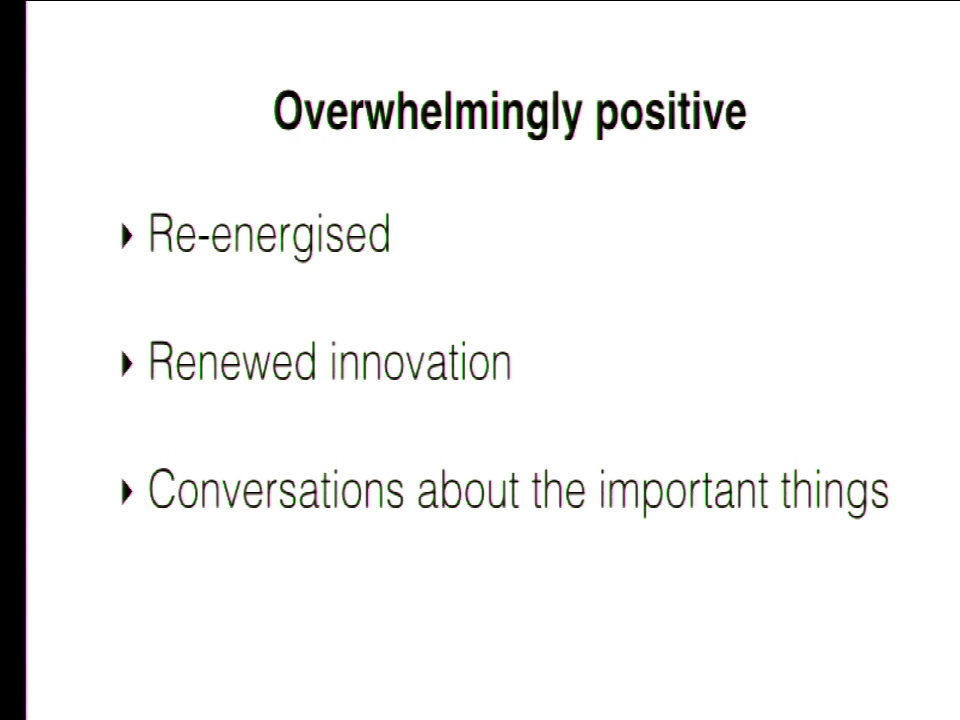 Overwhelmingly positive
Re-energised
Renewed innovation
Conversations about the important things